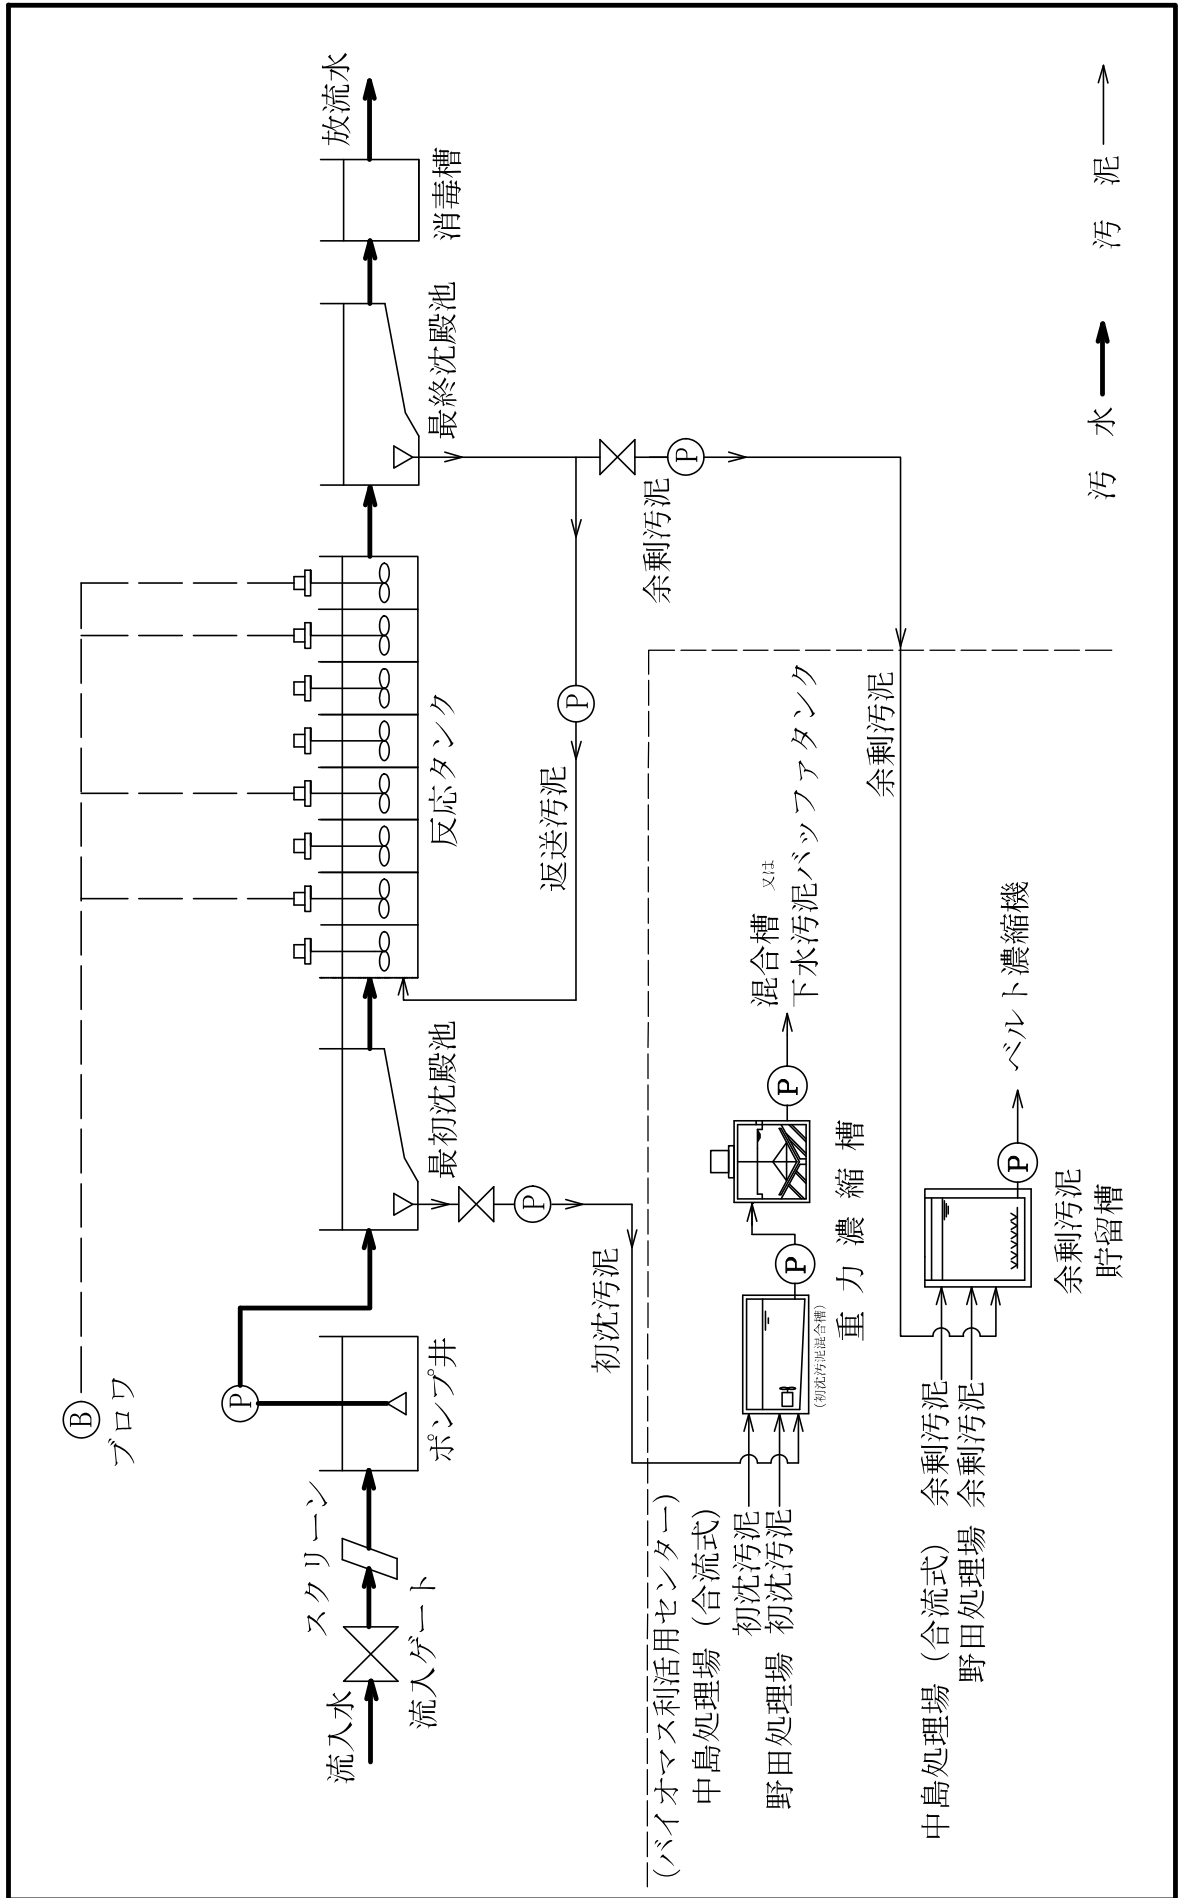 放流水
消毒槽
最終沈殿池
P
余剰汚泥
反応タンク
P
返送汚泥
最初沈殿池
P
初沈汚泥
P
ポンプ井
スクリーン
流入ゲート
流入水
B
ブロワ
(バイオマス利活用センター)
中島処理場 (合流式)
初沈汚泥
野田処理場 初沈汚泥
(初沈汚泥混合槽)
P
重力濃縮槽
P
混合槽 又は
下水汚泥バッファタンク
余剰汚泥
中島処理場 (合流式) 余剰汚泥
野田処理場 余剰汚泥
余剰汚泥
貯留槽
P
ベルト濃縮機
汚 水
汚 泥